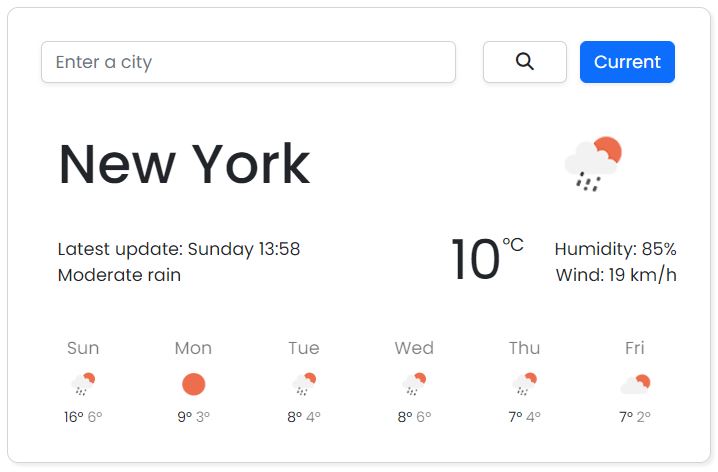 Enter a city
Current
New York
Latest update: Sunday 13:58
Moderate rain
10 °C
Humidity: 85%
Wind: 19 km/h
Sun Mon Tue Wed Thu Fri
16° 6° 9° 3° 8° 4° 8° 6° 7° 4° 7° 2°